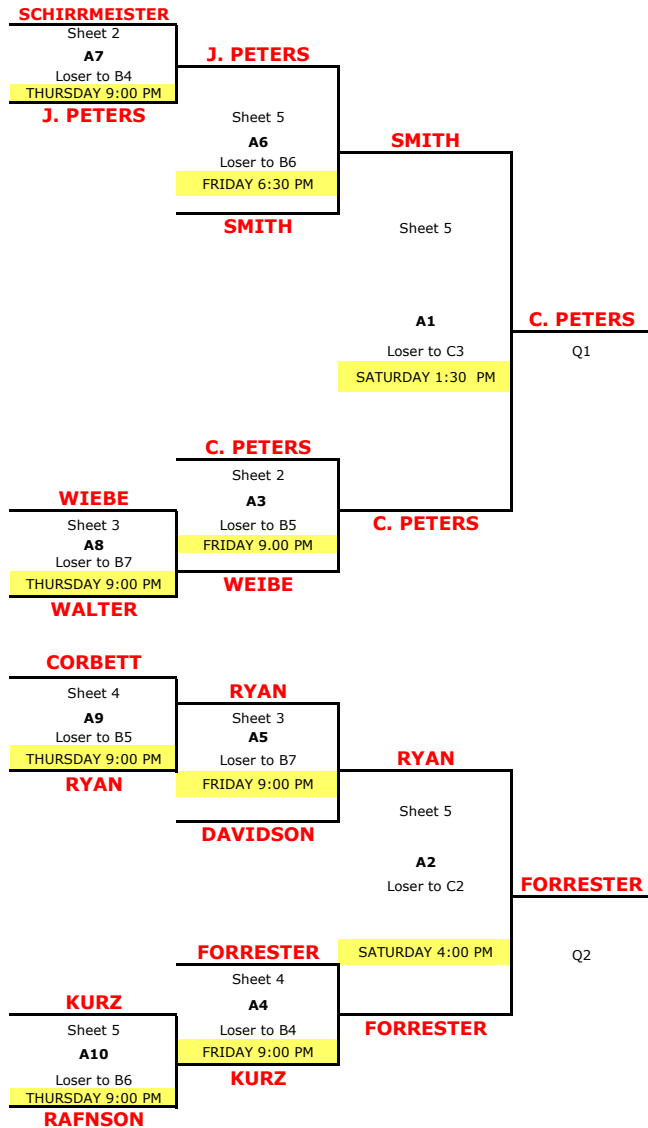 SCHIRRMEISTER
Sheet 2
A7
Loser to B4
THURSDAY 9:00 PM
J. PETERS
J. PETERS
Sheet 5
A6
Loser to B6
FRIDAY 6:30 PM
SMITH
SMITH
Sheet 5
A1
Loser to C3
SATURDAY 1:30 PM
C. PETERS
Q1
C. PETERS
Sheet 2
A3
Loser to B5
FRIDAY 9.00 PM
WEIBE
C. PETERS
WIEBE
Sheet 3
A8
Loser to B7
THURSDAY 9:00 PM
WALTER
CORBETT
Sheet 4
A9
Loser to B5
THURSDAY 9:00 PM
RYAN
RYAN
Sheet 3
A5
Loser to B7
FRIDAY 9:00 PM
DAVIDSON
RYAN
Sheet 5
A2
Loser to C2
SATURDAY 4:00 PM
FORRESTER
Q2
FORRESTER
Sheet 4
A4
Loser to B4
FRIDAY 9:00 PM
KURZ
FORRESTER
KURZ
Sheet 5
A10
Loser to B6
THURSDAY 9:00 PM
RAFNSON